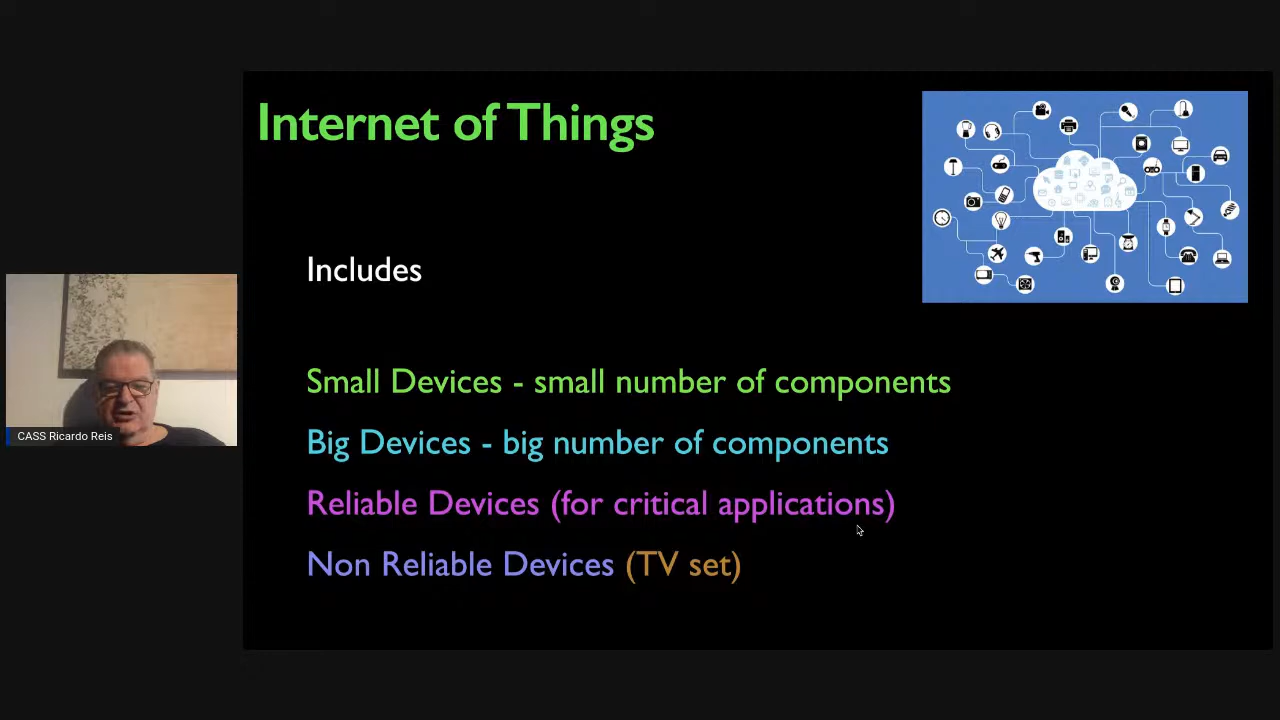 Internet of Things
Includes
Small Devices - small number of components
Big Devices - big number of components
Reliable Devices (for critical applications)
Non Reliable Devices (TV set)
CASS Ricardo Reis